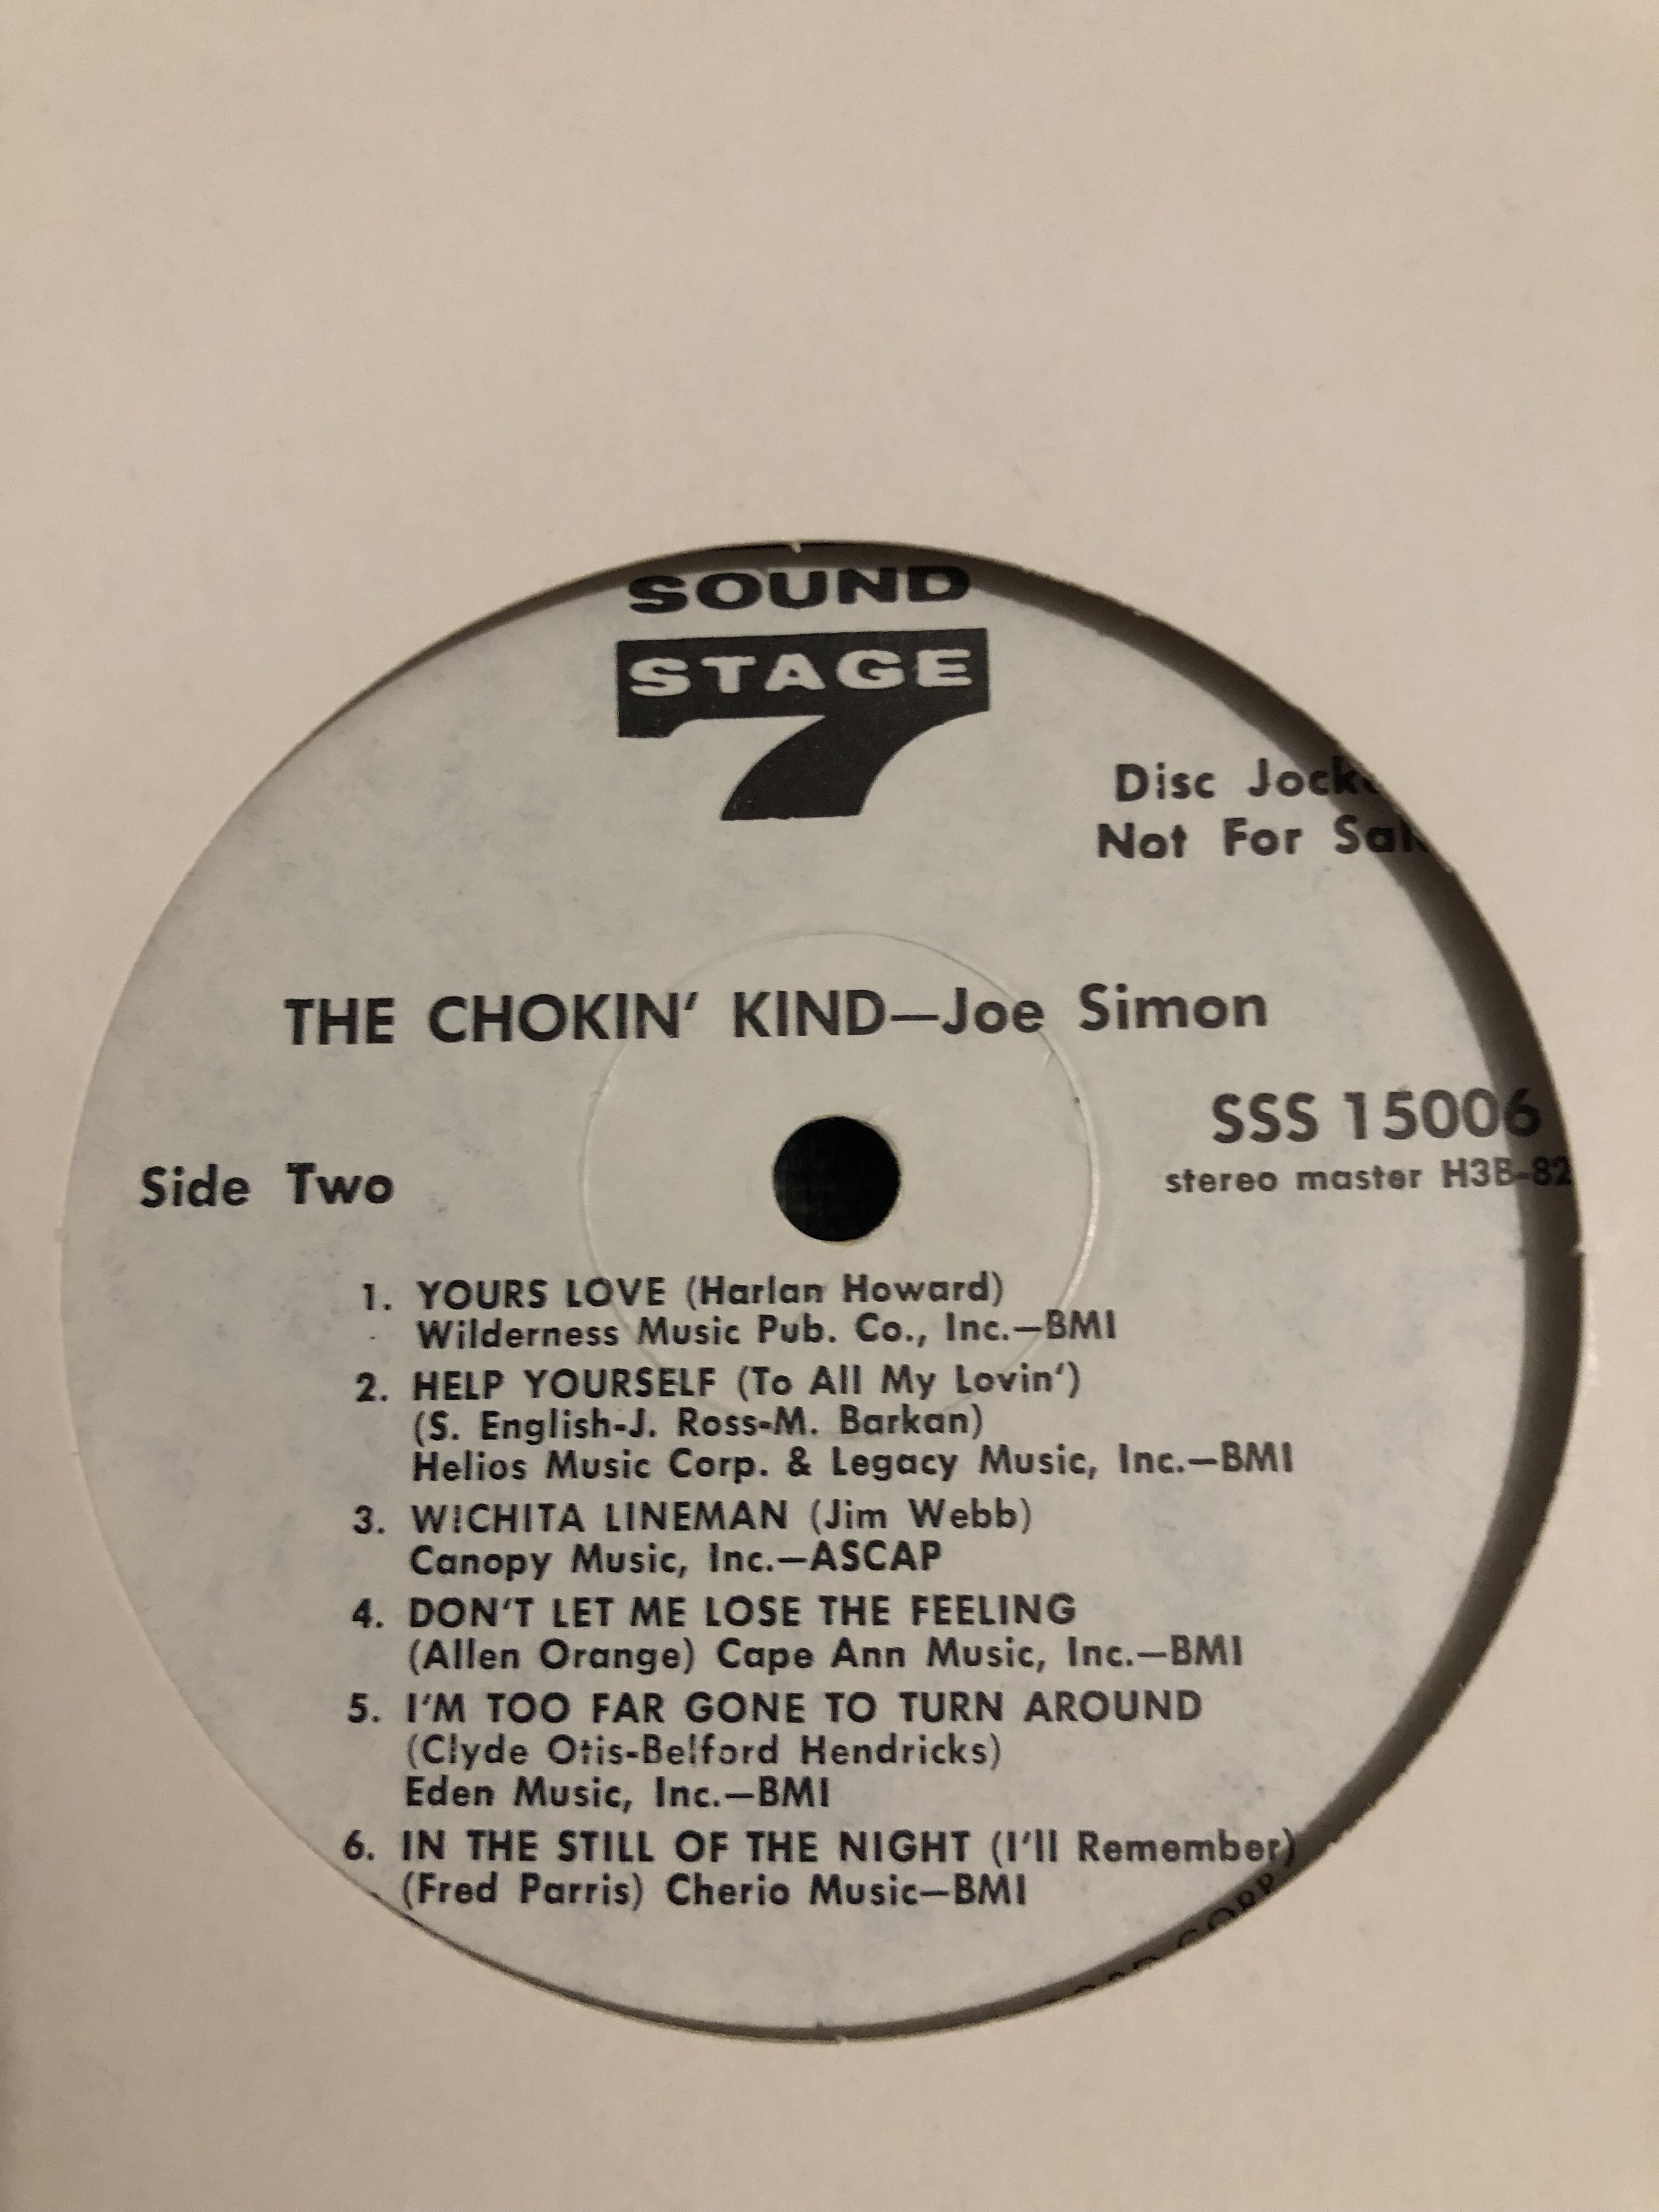 SOUND
STAGE
7
Disc
Not For
THE CHOKIN' KIND—Joe Simon
SSS 15006
stereo master H3B-82
Side Two
1. YOURS LOVE (Harlan Howard)
Wilderness Music Pub. Co., Inc.—BMI
2. HELP YOURSELF (To All My Lovin')
(S. English-J. Ross-M. Barkan)
Helios Music Corp. & Legacy Music, Inc.—BMI
3. WICHITA LINEMAN (Jim Webb)
Canopy Music, Inc.—ASCAP
4. DON'T LET ME LOSE THE FEELING
(Allen Orange) Cape Ann Music, Inc.—BMI
5. I'M TOO FAR GONE TO TURN AROUND
(Clyde Otis-Belford Hendricks)
Eden Music, Inc.—BMI
6. IN THE STILL OF THE NIGHT (I'll Remember)
(Fred Parris) Cherio Music—BMI
CORP